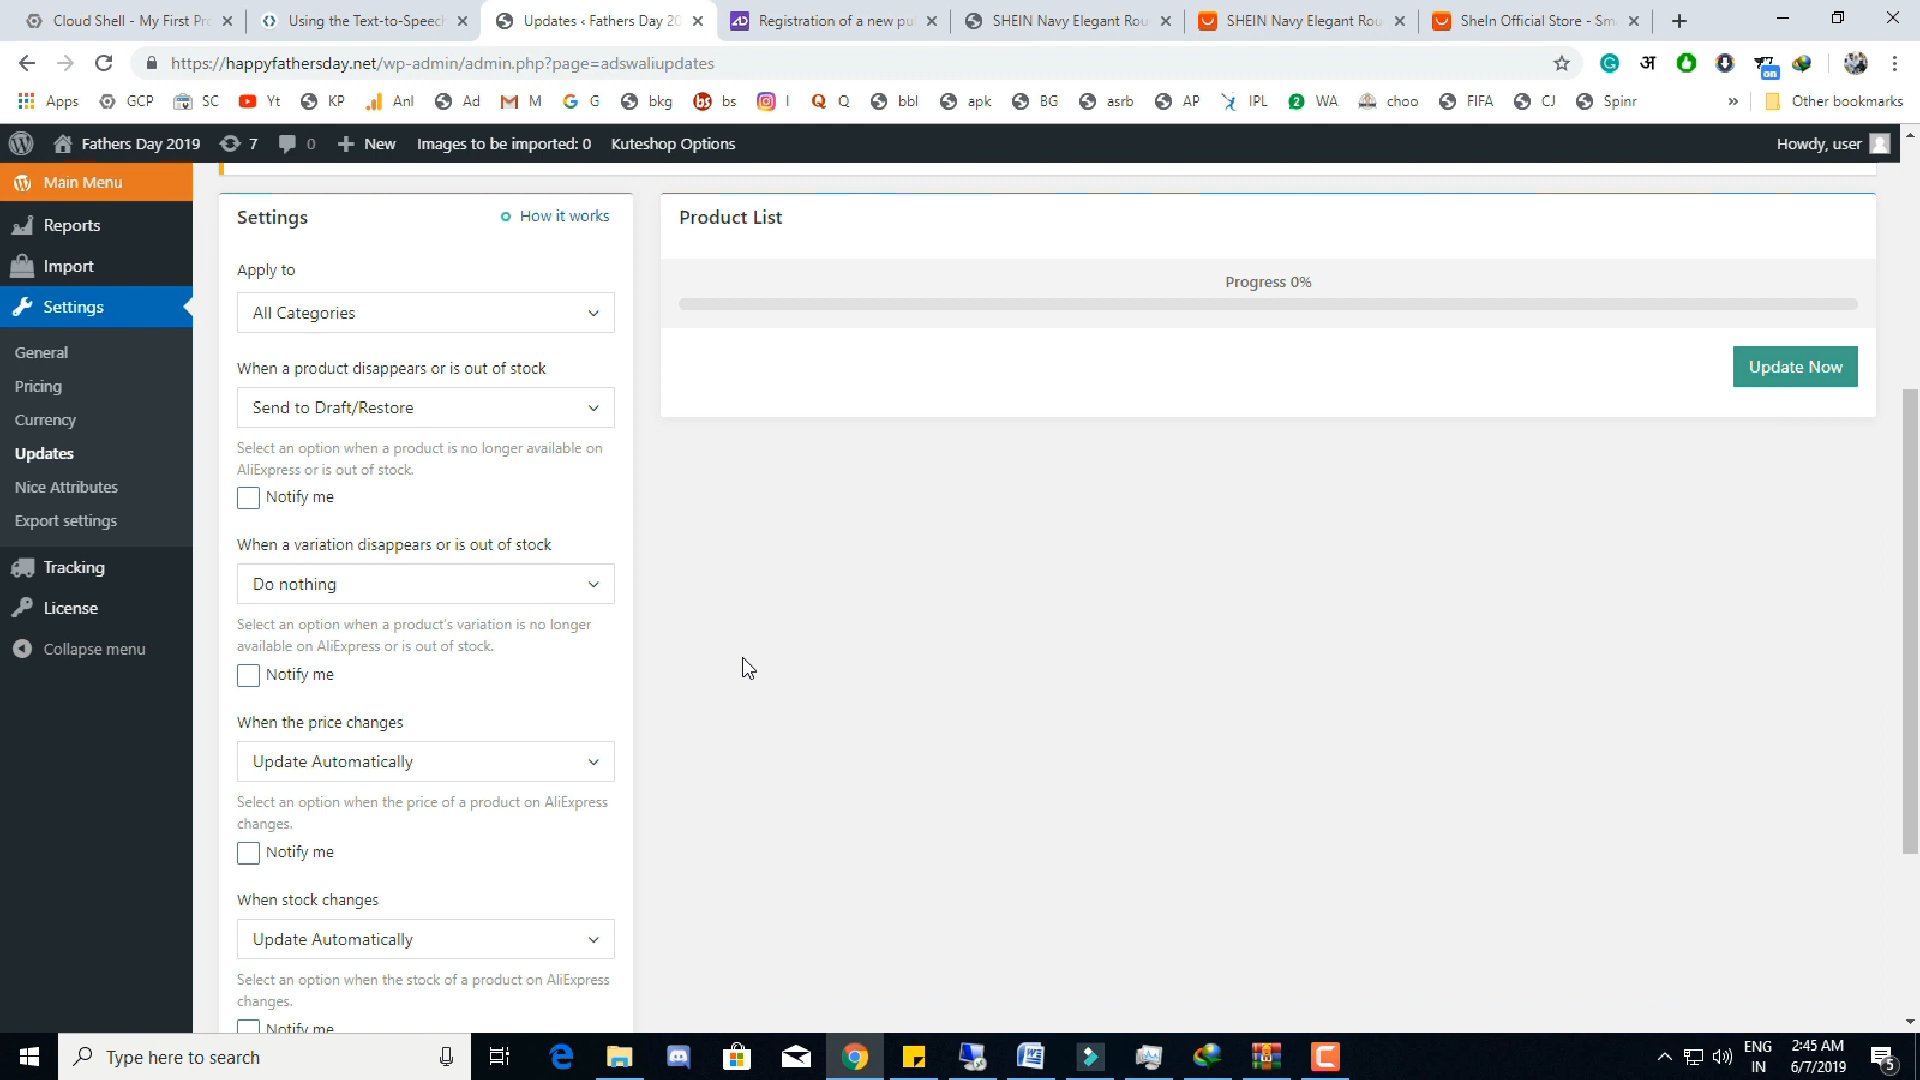 Cloud Shell - My First Pro
Using the Text-to-Speech
Updates ‹ Fathers Day 20
Registration of a new pu
SHEIN Navy Elegant Rou
SHEIN Navy Elegant Rou
SheIn Official Store - Sma
https://happyfathersday.net/wp-admin/admin.php?page=adswaliupdates
Apps GCP SC Yt KP Anl Ad M G bkg bs I Q bbl apk BG asrb AP IPL WA choo FIFA CJ Spinr » Other bookmarks
Fathers Day 2019 7 0 New Images to be imported: 0 Kuteshop Options Howdy, user
Main Menu
Reports
Import
Settings
General
Pricing
Currency
Updates
Nice Attributes
Export settings
Tracking
License
Collapse menu
Settings How it works
Apply to
All Categories
When a product disappears or is out of stock
Send to Draft/Restore
Select an option when a product is no longer available on
AliExpress or is out of stock.
Notify me
When a variation disappears or is out of stock
Do nothing
Select an option when a product's variation is no longer
available on AliExpress or is out of stock.
Notify me
When the price changes
Update Automatically
Select an option when the price of a product on AliExpress
changes.
Notify me
When stock changes
Update Automatically
Select an option when the stock of a product on AliExpress
changes.
Notify me
Product List
Progress 0%
Update Now
Type here to search
ENG
IN
2:45 AM
6/7/2019
5